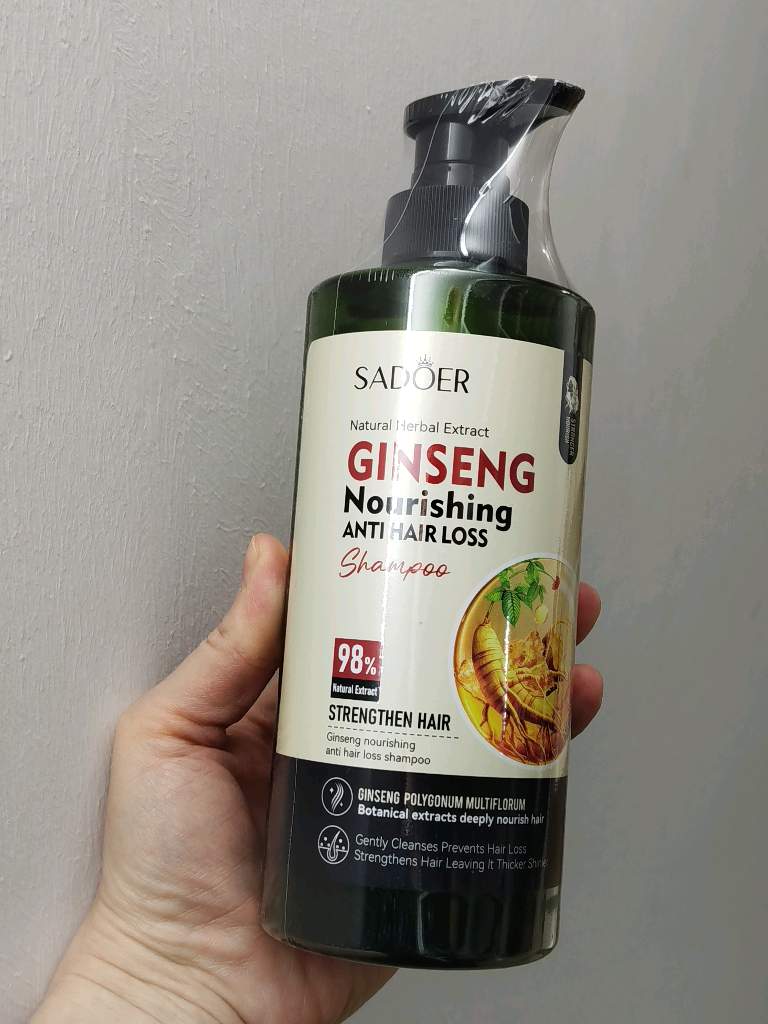 SADOER
Natural Herbal Extract
GINSENG
Nourishing
ANTI HAIR LOSS
Shampoo
98%
Natural Extract
STRENGTHEN HAIR
Ginseng nourishing
anti hair loss shampoo
GINSENG POLYGONUM MULTIFLORUM
Botanical extracts deeply nourish hair
Gently Cleanses Prevents Hair Loss
Strengthens Hair Leaving It Thicker